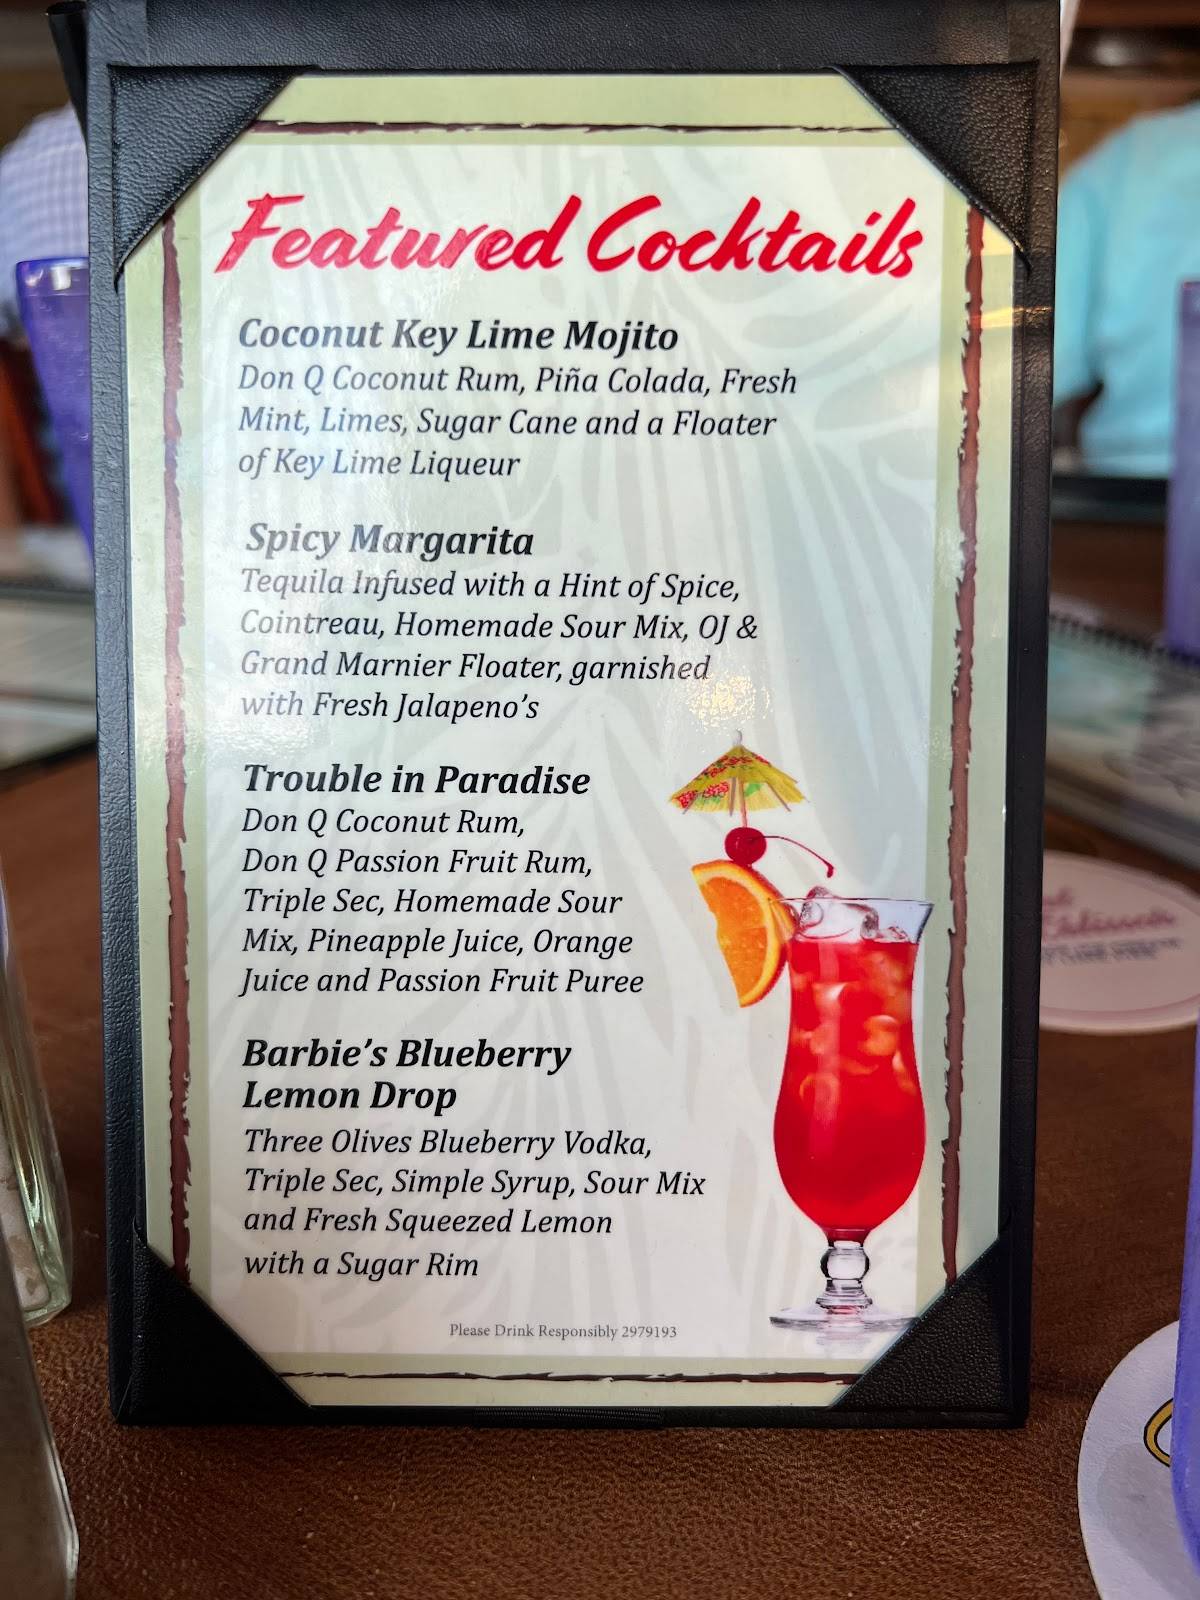 Featured Cocktails
Coconut Key Lime Mojito
Don Q Coconut Rum, Piña Colada, Fresh
Mint, Limes, Sugar Cane and a Floater
of Key Lime Liqueur
Spicy Margarita
Tequila Infused with a Hint of Spice,
Cointreau, Homemade Sour Mix, OJ &
Grand Marnier Floater, garnished
with Fresh Jalapeno's
Trouble in Paradise
Don Q Coconut Rum,
Don Q Passion Fruit Rum,
Triple Sec, Homemade Sour
Mix, Pineapple Juice, Orange
Juice and Passion Fruit Puree
Barbie's Blueberry
Lemon Drop
Three Olives Blueberry Vodka,
Triple Sec, Simple Syrup, Sour Mix
and Fresh Squeezed Lemon
with a Sugar Rim
Please Drink Responsibly 2979193